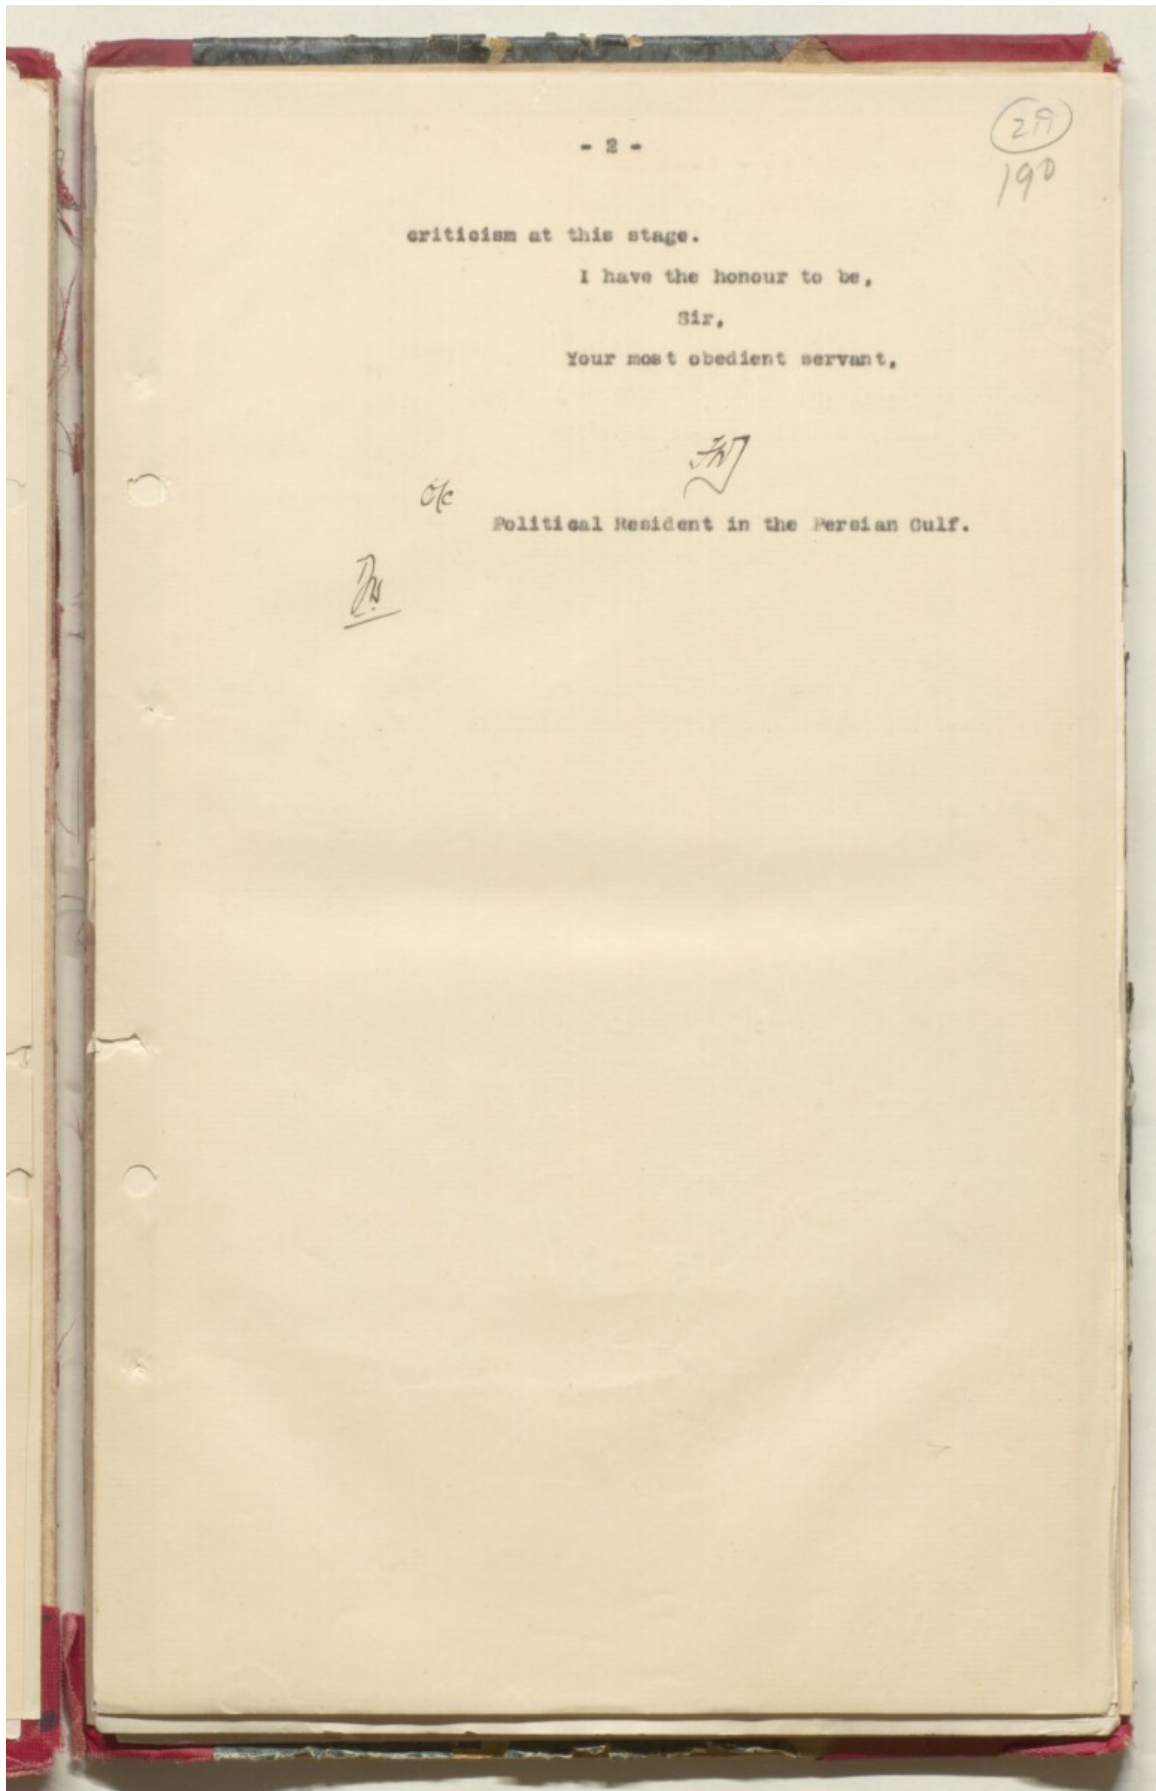 - 2 -
190
criticism at this stage.
I have the honour to be,
Sir,
Your most obedient servant,
Political Resident in the Persian Gulf.